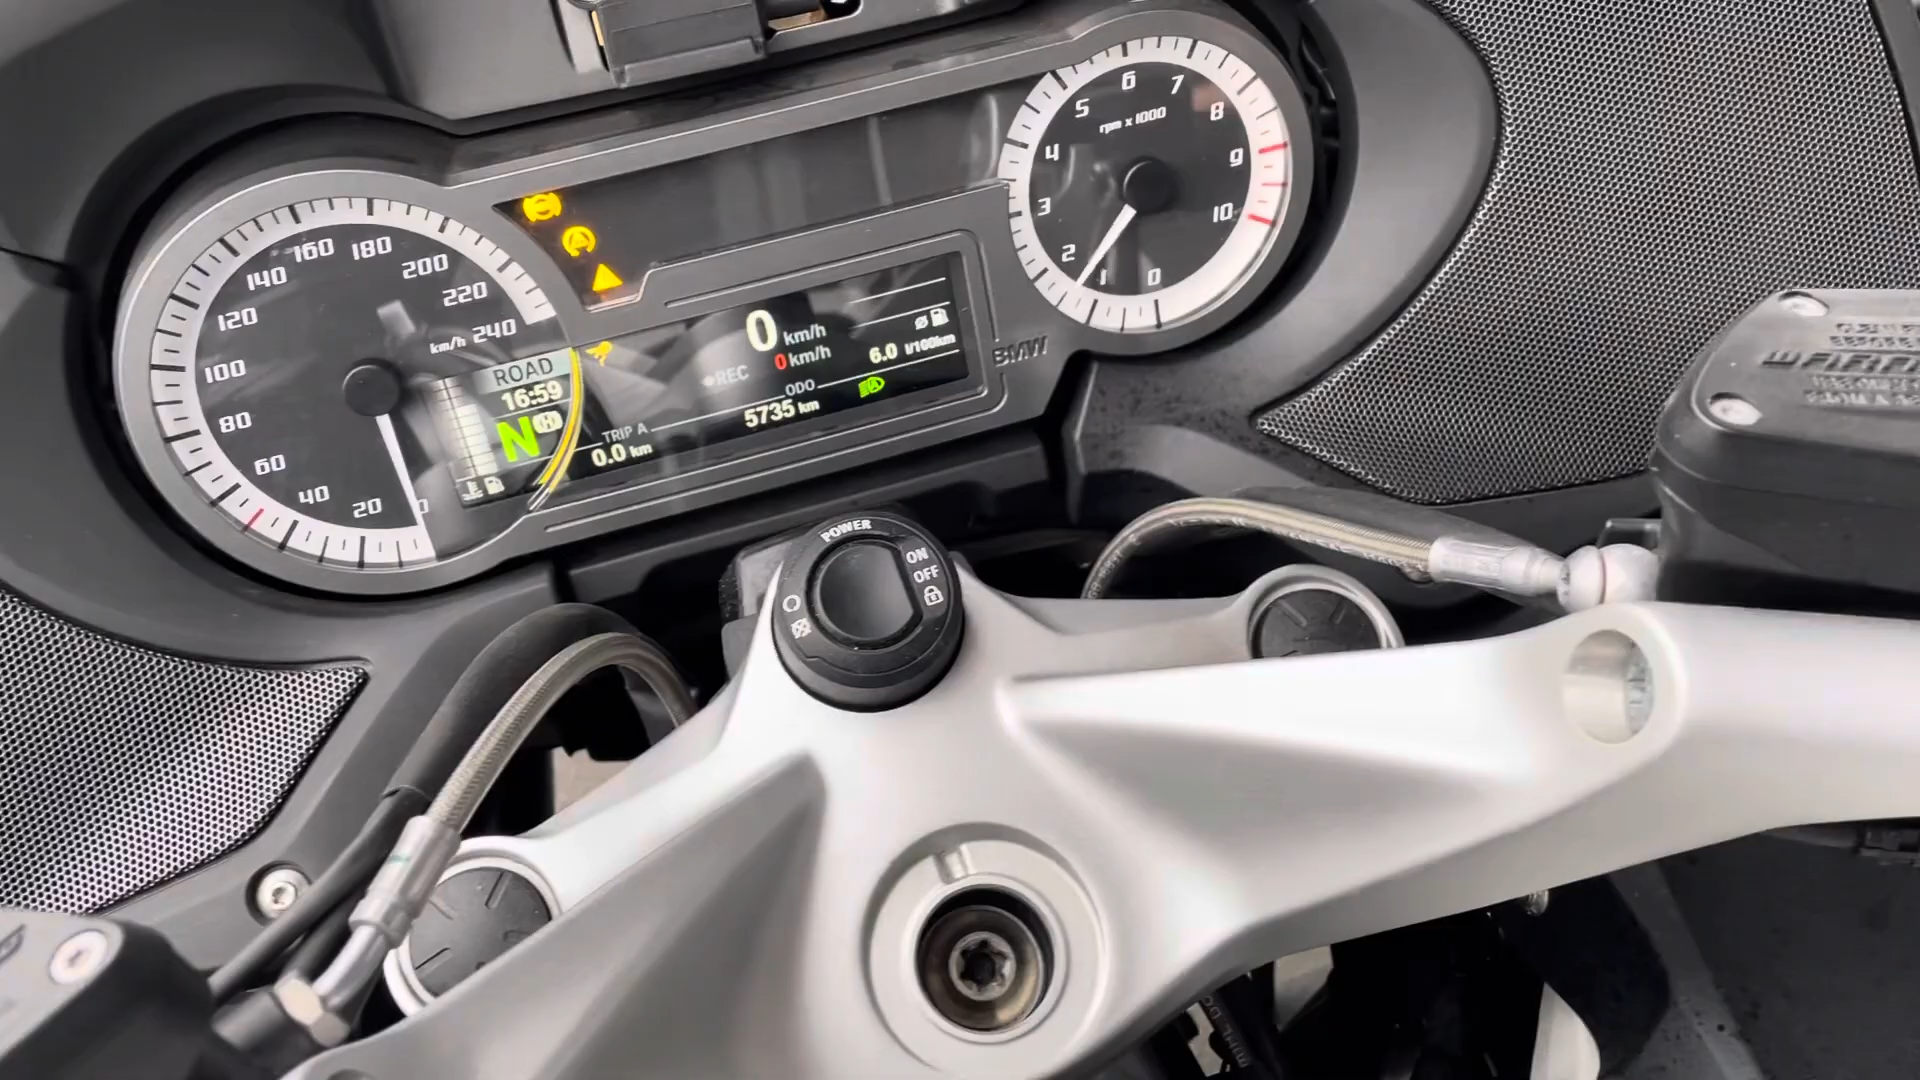 160 180
140 200
120 220
100 km/h 240
80
60
40 20 0
6 7
5 8
rpm x 1000
4 9
3 10
2 1 0
ROAD
16:59
N
TRIP A
0.0 km
0 km/h
0 km/h
REC
ODO
5735 km
6.0 l/100km
BMW
POWER
ON
OFF